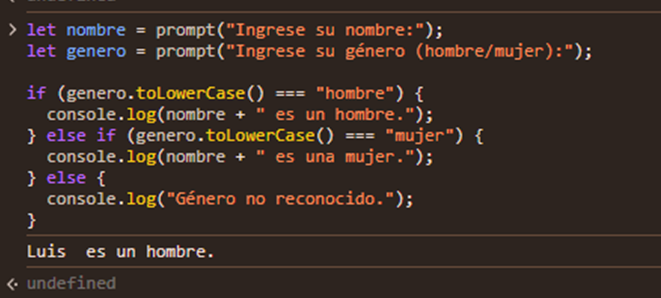 undefined
> let nombre = prompt("Ingrese su nombre:");
let genero = prompt("Ingrese su género (hombre/mujer):");

if (genero.toLowerCase() === "hombre") {
  console.log(nombre + " es un hombre.");
} else if (genero.toLowerCase() === "mujer") {
  console.log(nombre + " es una mujer.");
} else {
  console.log("Género no reconocido.");
}
Luis  es un hombre.
undefined